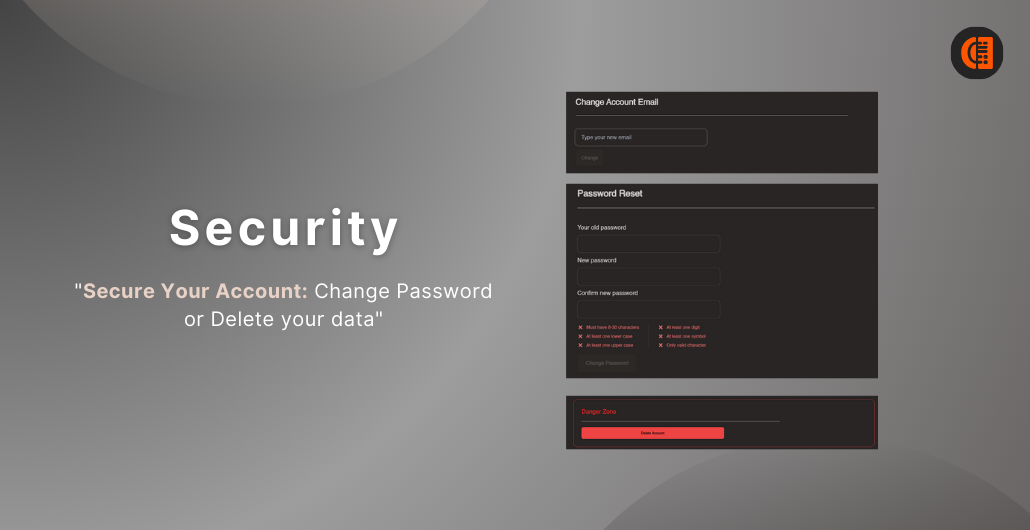 Security
"Secure Your Account: Change Password
or Delete your data"
Change Account Email
Type your new email
Change
Password Reset
Your old password
New password
Confirm new password
Must have 8-30 characters
At least one digit
At least one lower case
At least one symbol
At least one upper case
Only valid character
Change Password
Danger Zone
Delete Account